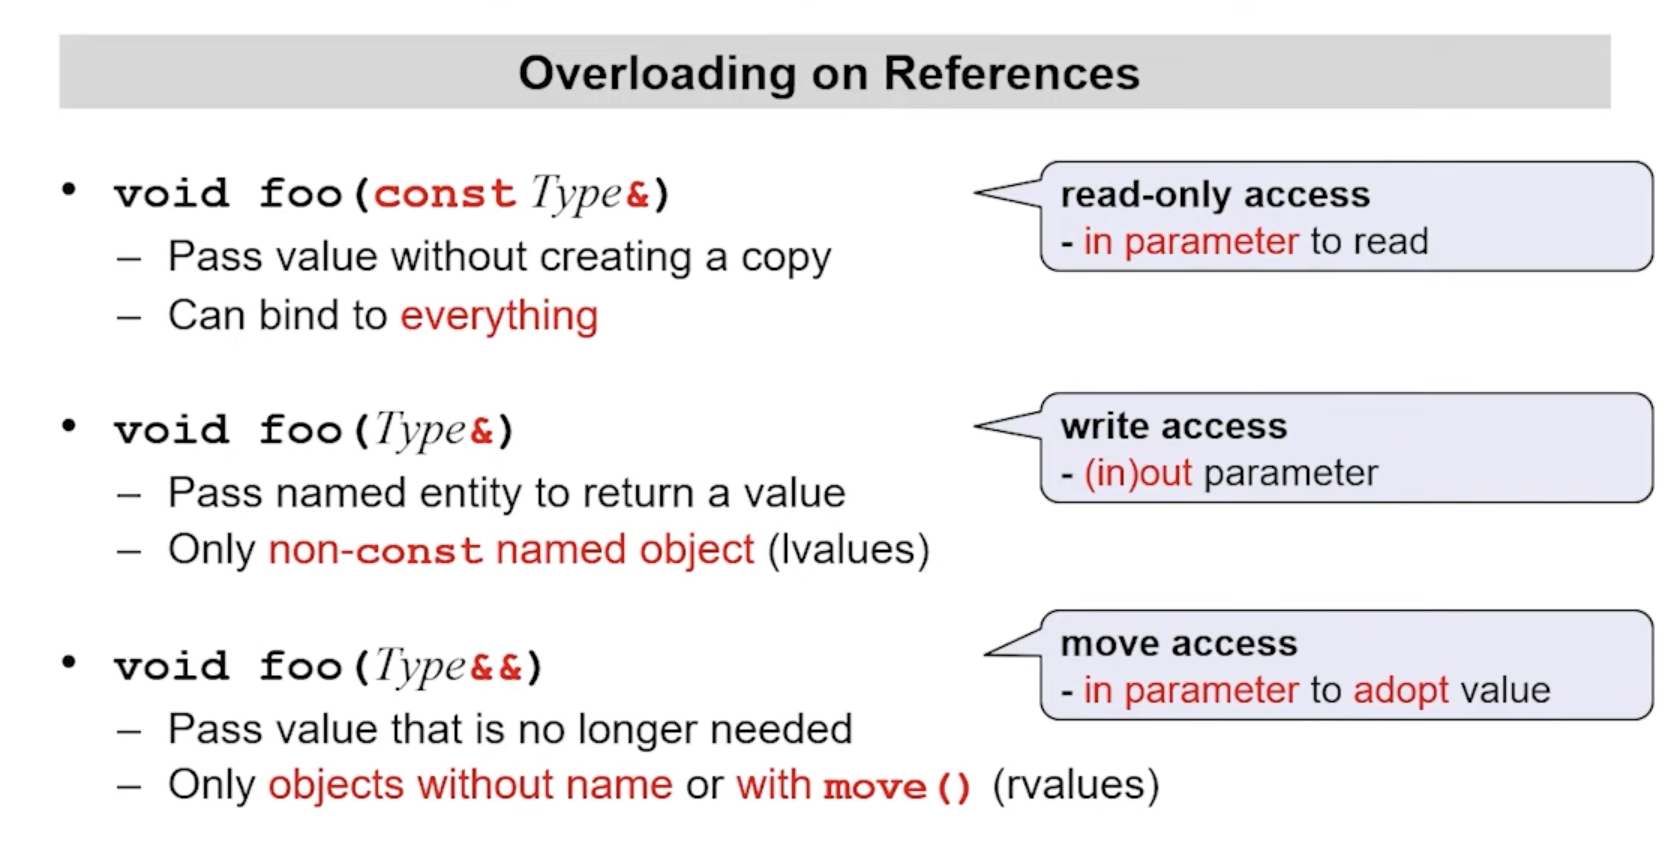 Overloading on References
• void foo(const Type&)
read-only access
- in parameter to read
– Pass value without creating a copy
– Can bind to everything
• void foo(Type&)
write access
- (in)out parameter
– Pass named entity to return a value
– Only non-const named object (lvalues)
• void foo(Type&&)
move access
- in parameter to adopt value
– Pass value that is no longer needed
– Only objects without name or with move() (rvalues)